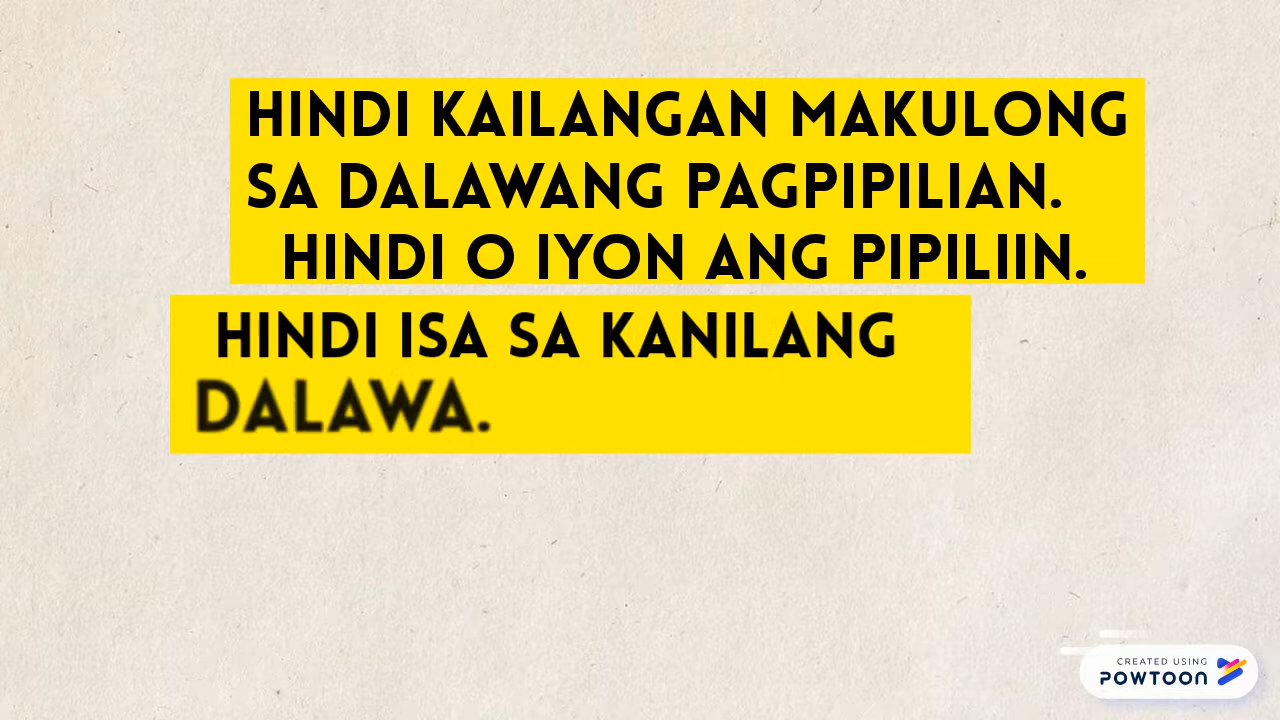 HINDI KAILANGAN MAKULONG
SA DALAWANG PAGPIPILIAN.
HINDI O IYON ANG PIPILIIN.
HINDI ISA SA KANILANG
DALAWA.
CREATED USING
POWTOON